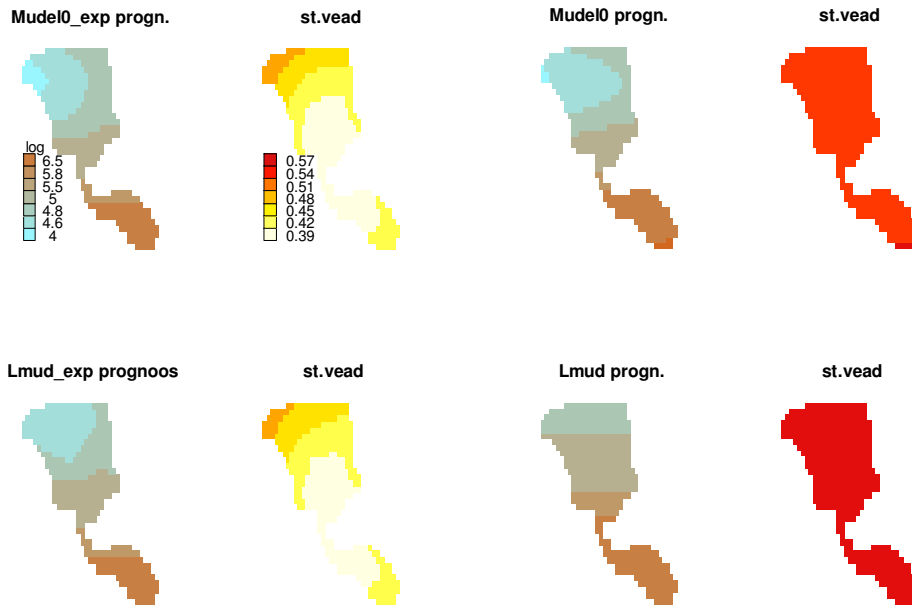 Mudel0_exp progn.
st.vead
Mudel0 progn.
st.vead
log
6.5
5.8
5.5
5
4.8
4.6
4
0.57
0.54
0.51
0.48
0.45
0.42
0.39
Lmud_exp prognoos
st.vead
Lmud progn.
st.vead